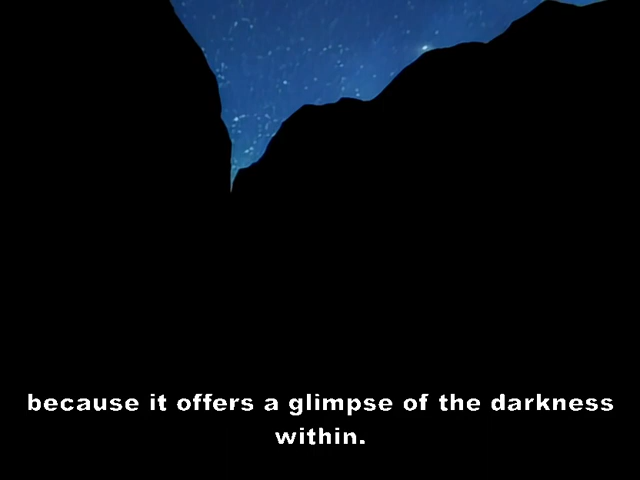 because it offers a glimpse of the darkness
within.